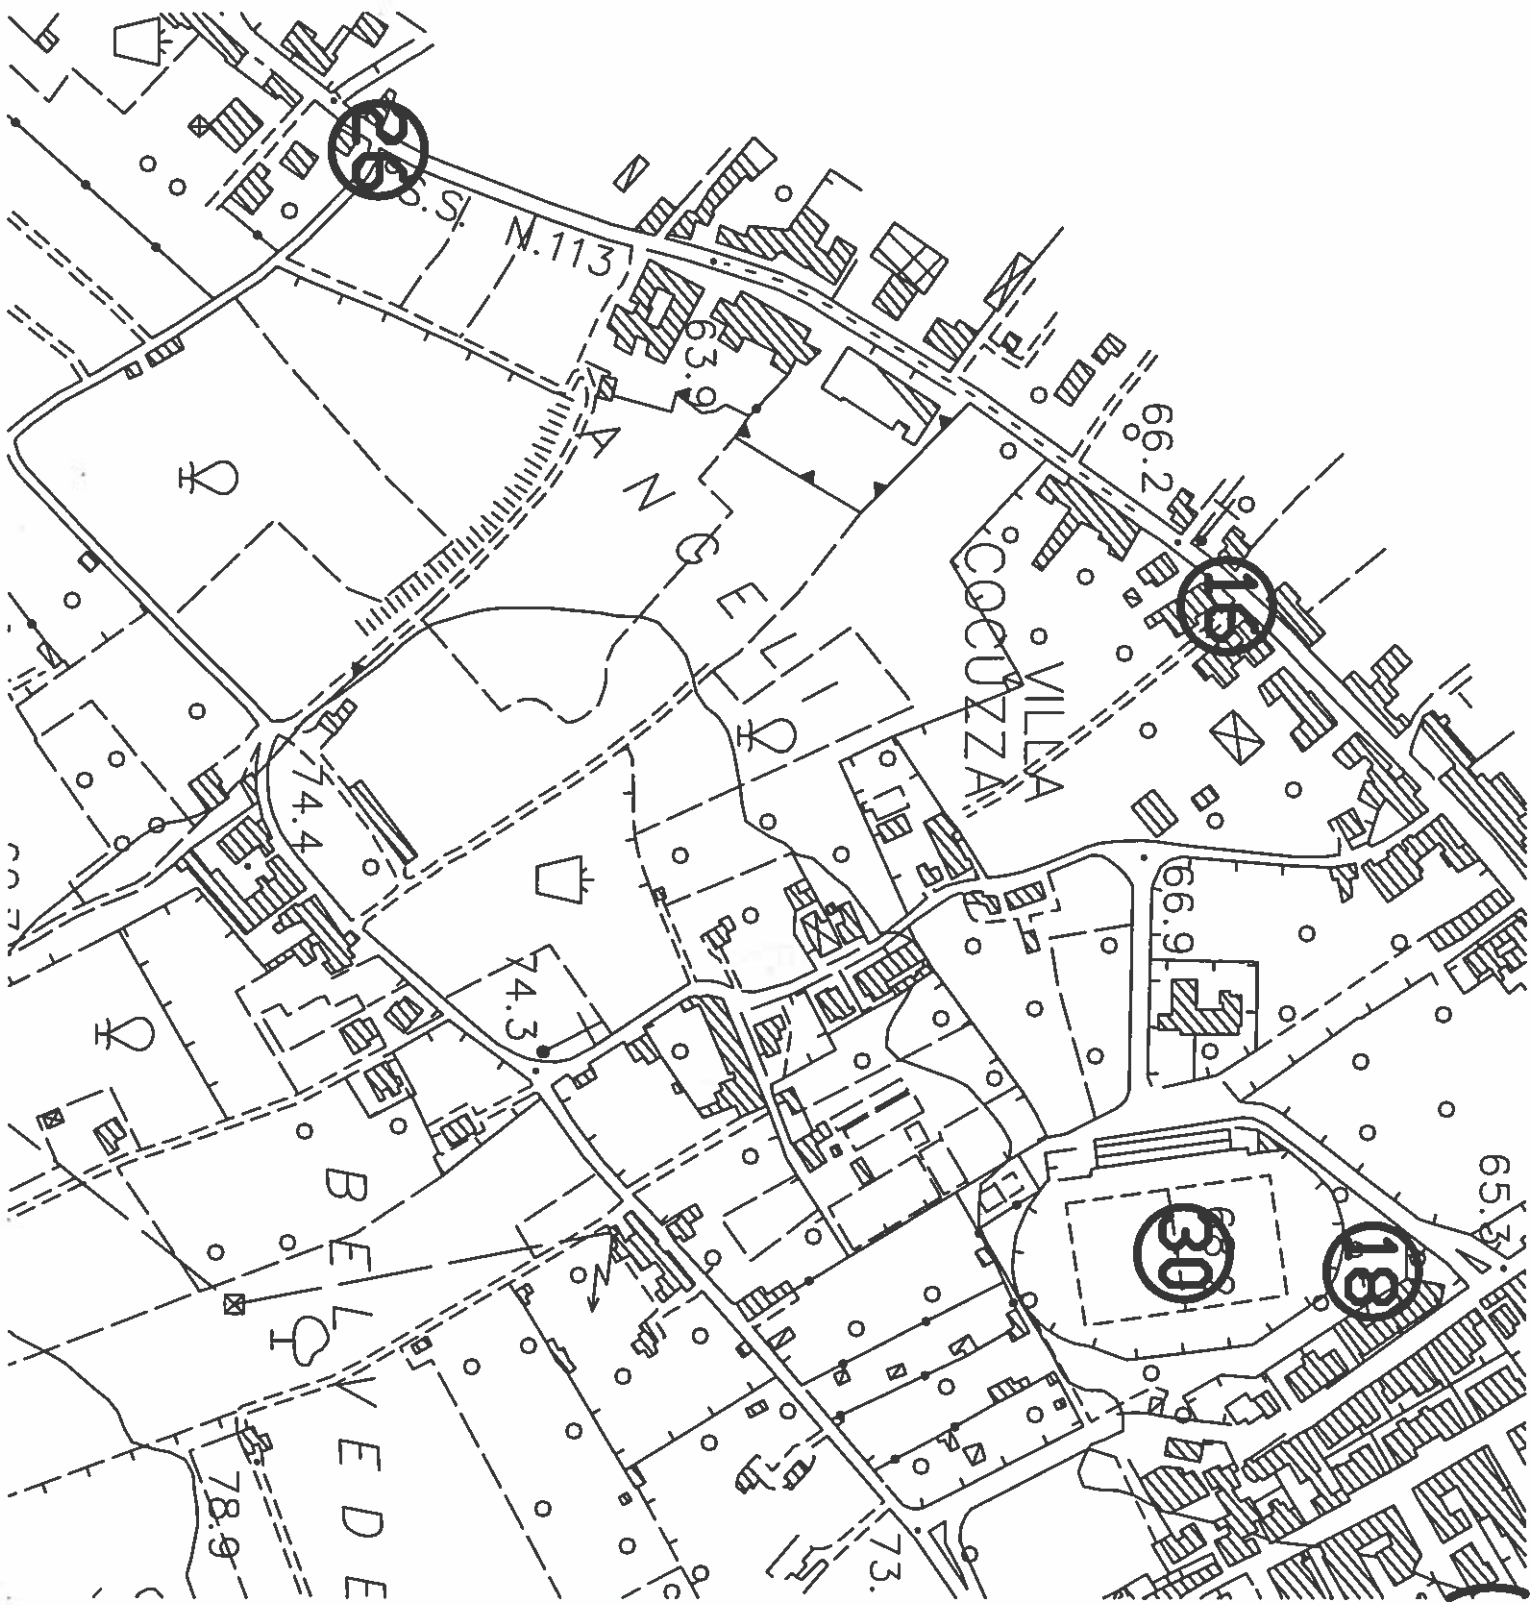 26
S.S. N.113
63.9
ANGELI
66.2
16
VILLA
COCUZZA
74.4
66.9
74.3
65.3
30
18
BELVEDE
78.9
73.